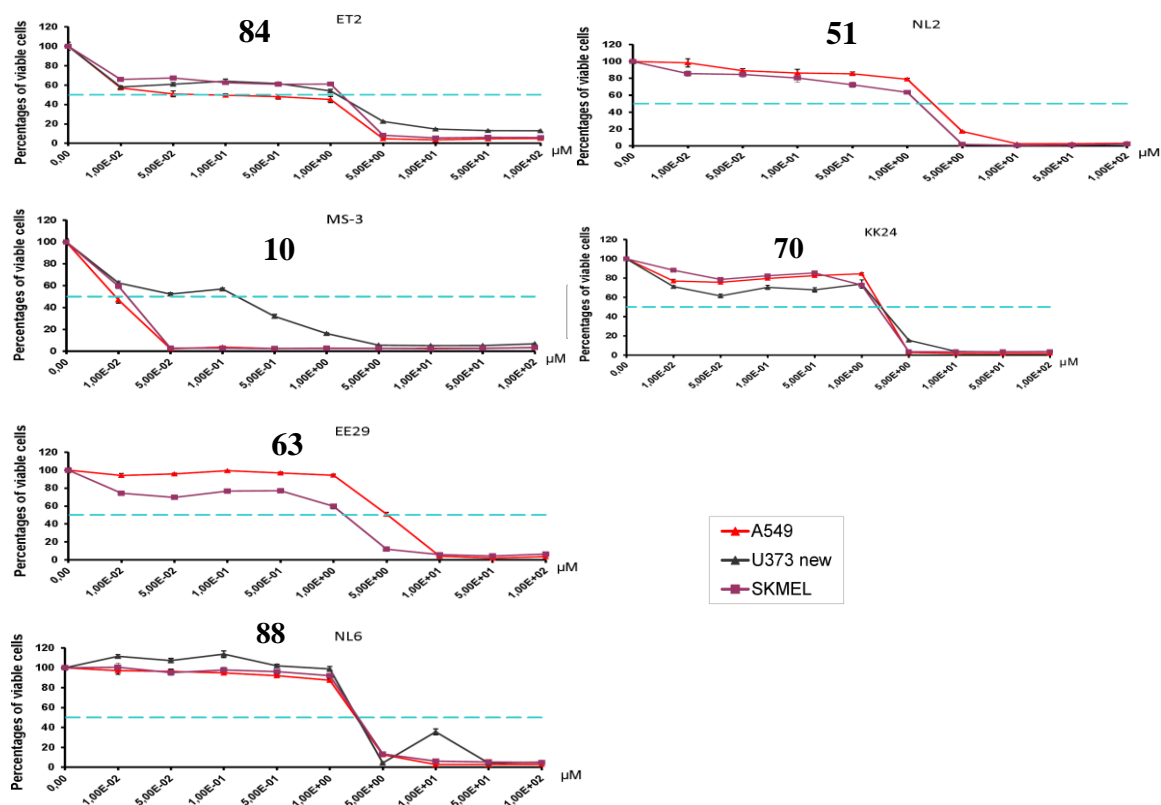 ET2
84
Percentages of viable cells
120
100
80
60
40
20
0
0,00
1,00E-02
5,00E-02
1,00E-01
5,00E-01
1,00E+00
5,00E+00
1,00E+01
5,00E+01
1,00E+02
µM
NL2
51
Percentages of viable cells
120
100
80
60
40
20
0
0,00
1,00E-02
5,00E-02
1,00E-01
5,00E-01
1,00E+00
5,00E+00
1,00E+01
5,00E+01
1,00E+02
µM
MS-3
10
Percentages of viable cells
120
100
80
60
40
20
0
0,00
1,00E-02
5,00E-02
1,00E-01
5,00E-01
1,00E+00
5,00E+00
1,00E+01
5,00E+01
1,00E+02
µM
KK24
70
Percentages of viable cells
120
100
80
60
40
20
0
0,00
1,00E-02
5,00E-02
1,00E-01
5,00E-01
1,00E+00
5,00E+00
1,00E+01
5,00E+01
1,00E+02
µM
EE29
63
Percentages of viable cells
120
100
80
60
40
20
0
0,00
1,00E-02
5,00E-02
1,00E-01
5,00E-01
1,00E+00
5,00E+00
1,00E+01
5,00E+01
1,00E+02
µM
A549
U373 new
SKMEL
NL6
88
Percentages of viable cells
120
100
80
60
40
20
0
0,00
1,00E-02
5,00E-02
1,00E-01
5,00E-01
1,00E+00
5,00E+00
1,00E+01
5,00E+01
1,00E+02
µM